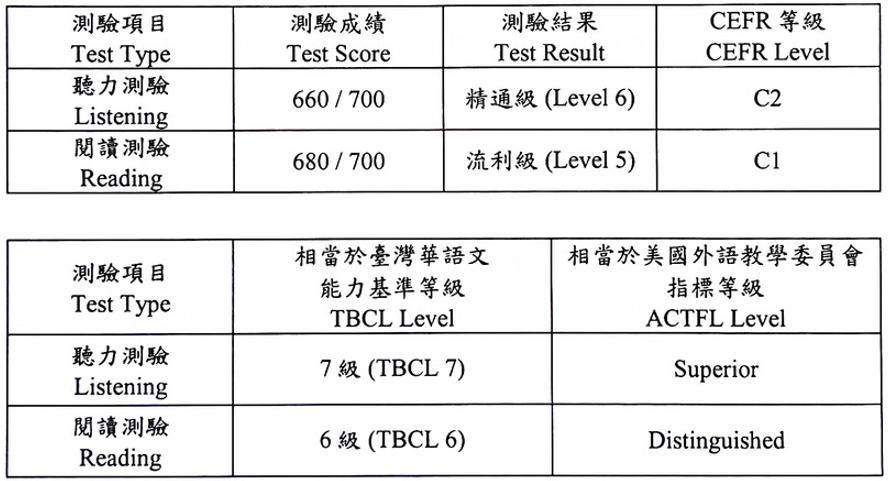 測驗項目
Test Type
測驗成績
Test Score
測驗結果
Test Result
CEFR 等級
CEFR Level
聽力測驗
Listening
660 / 700
精通級 (Level 6)
C2
閱讀測驗
Reading
680 / 700
流利級 (Level 5)
C1
測驗項目
Test Type
相當於臺灣華語文
能力基準等級
TBCL Level
相當於美國外語教學委員會
指標等級
ACTFL Level
聽力測驗
Listening
7 級 (TBCL 7)
Superior
閱讀測驗
Reading
6 級 (TBCL 6)
Distinguished